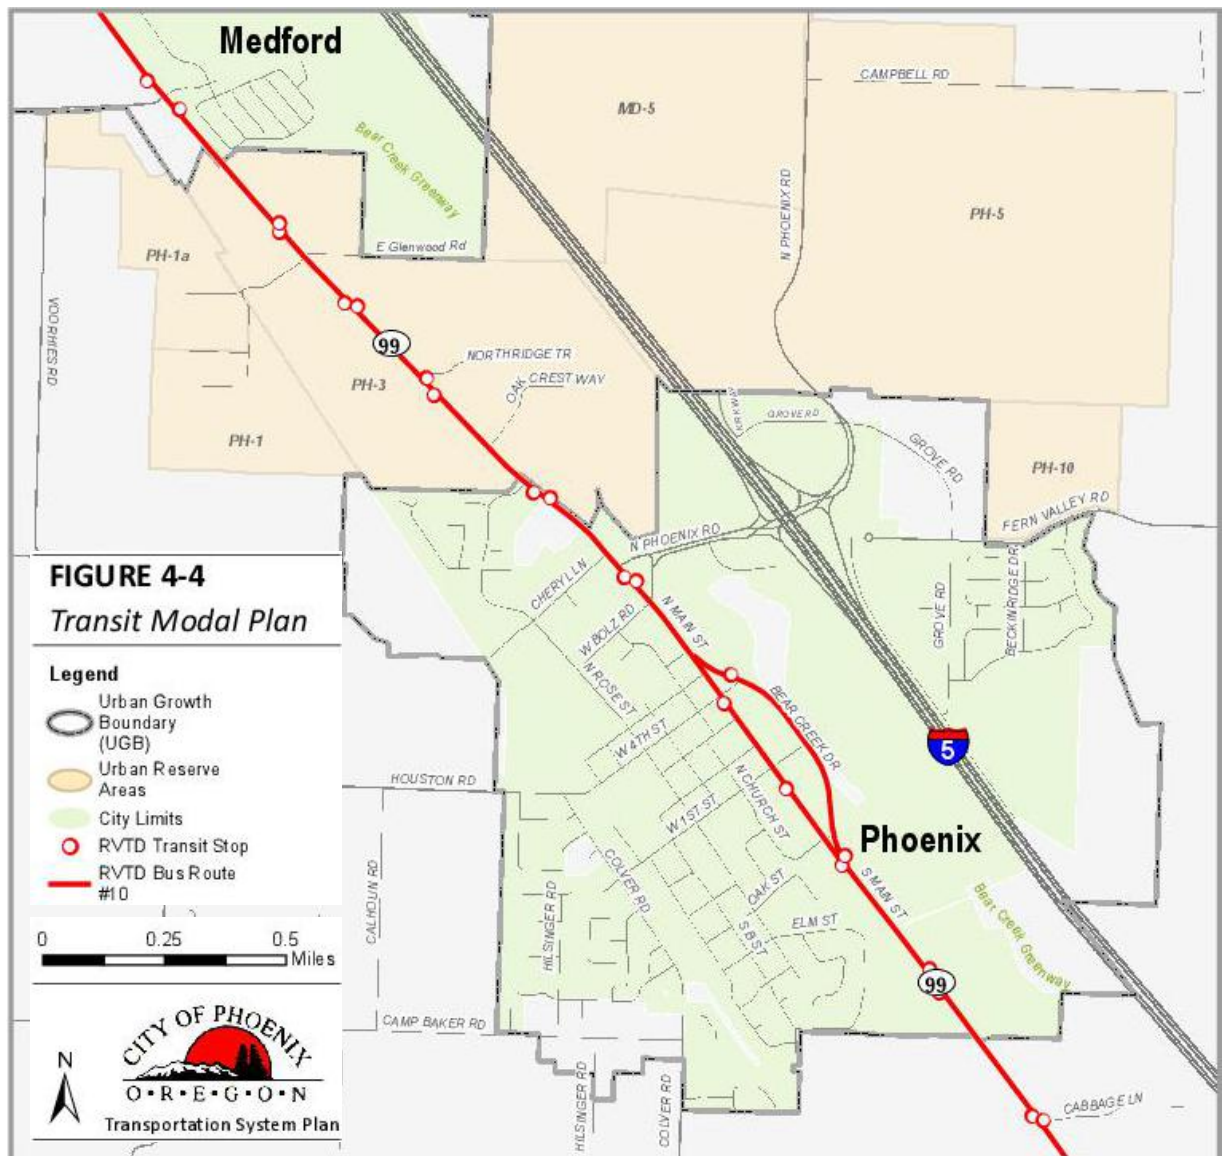 Medford
CAMPBELL RD
MD-5
Bear Creek Greenway
N PHOENIX RD
PH-5
E Glenwood Rd
PH-1a
VOORHIES RD
99
NORTHRIDGE TR
PH-3
OAK CREST WAY
GROVE RD
PH-1
GROVE RD
PH-10
FERN VALLEY RD
N PHOENIX RD
CHERYL LN
BECKINRIDGE DR
GROVE RD
W BOLZ RD
N MAIN ST
N ROSE ST
BEAR CREEK DR
W 4TH ST
5
HOUSTON RD
N CHURCH ST
W 1ST ST
Phoenix
COLVER RD
S MAIN ST
OAK ST
CALHOUN RD
HILSINGER RD
ELM ST
S B ST
Bear Creek Greenway
99
CAMP BAKER RD
HILSINGER RD
COLVER RD
CABBAGE LN
FIGURE 4-4
Transit Modal Plan
Legend
Urban Growth
Boundary
(UGB)
Urban Reserve
Areas
City Limits
RVTD Transit Stop
RVTD Bus Route
#10
0 0.25 0.5
Miles
N
CITY OF PHOENIX
O·R·E·G·O·N
Transportation System Plan